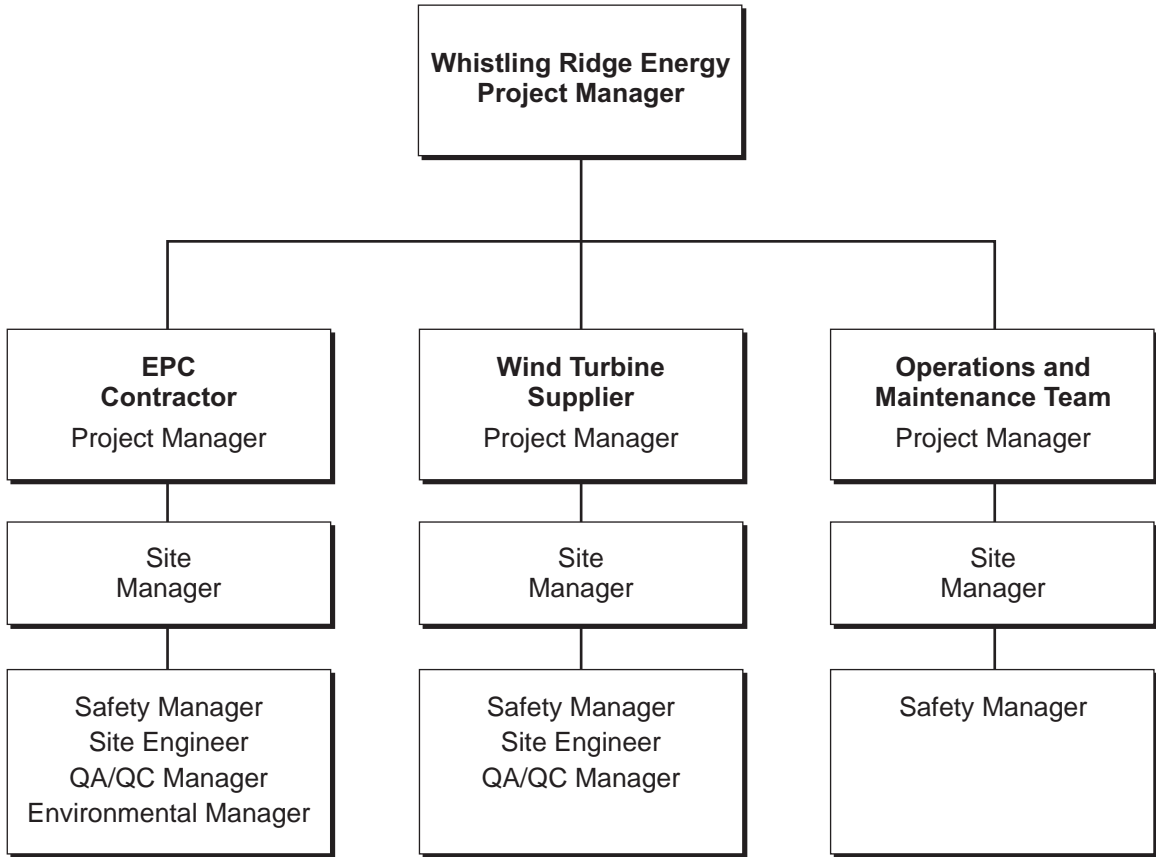 Whistling Ridge Energy
Project Manager
EPC
Contractor
Project Manager
Wind Turbine
Supplier
Project Manager
Operations and
Maintenance Team
Project Manager
Site
Manager
Site
Manager
Site
Manager
Safety Manager
Site Engineer
QA/QC Manager
Environmental Manager
Safety Manager
Site Engineer
QA/QC Manager
Safety Manager